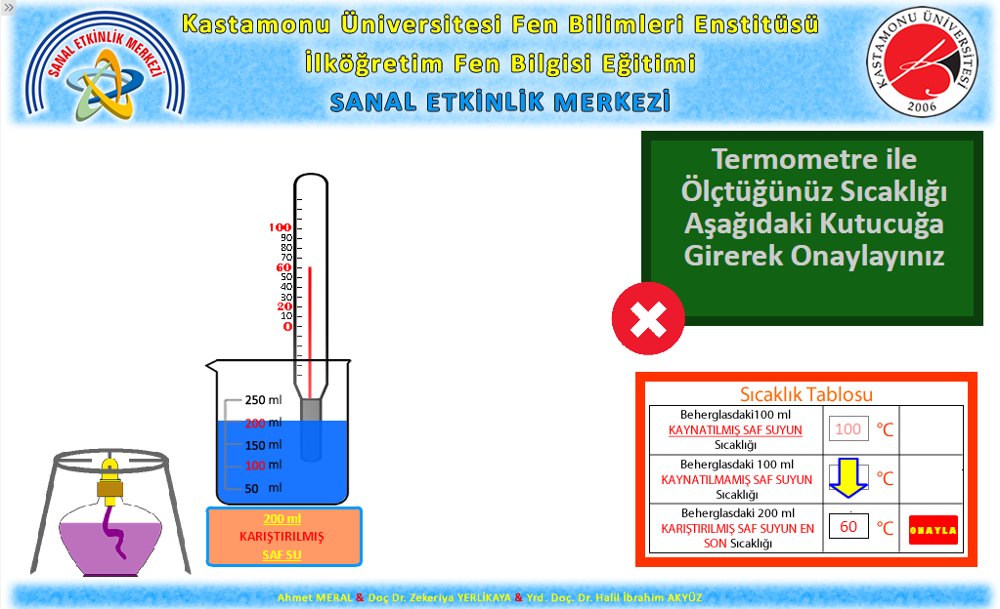 »
Kastamonu Üniversitesi Fen Bilimleri Enstitüsü
İlköğretim Fen Bilgisi Eğitimi
SANAL ETKİNLİK MERKEZİ
SANAL ETKİNLİK MERKEZİ
KASTAMONU ÜNİVERSİTESİ
2006
Termometre ile
Ölçtüğünüz Sıcaklığı
Aşağıdaki Kutucuğa
Girerek Onaylayınız
100
90
80
70
60
50
40
30
20
10
0
250 ml
200 ml
150 ml
100 ml
50 ml
200 ml
KARIŞTIRILMIŞ
SAF SU
Sıcaklık Tablosu
Beherglasdaki100 ml
KAYNATILMIŞ SAF SUYUN
Sıcaklığı
100 °C
Beherglasdaki 100 ml
KAYNATILMAMIŞ SAF SUYUN
Sıcaklığı
°C
Beherglasdaki 200 ml
KARIŞTIRILMIŞ SAF SUYUN EN
SON Sıcaklığı
60 °C
ONAYLA
Ahmet MERAL & Doç Dr. Zekeriya YERLİKAYA & Yrd. Doç. Dr. Halil İbrahim AKYÜZ